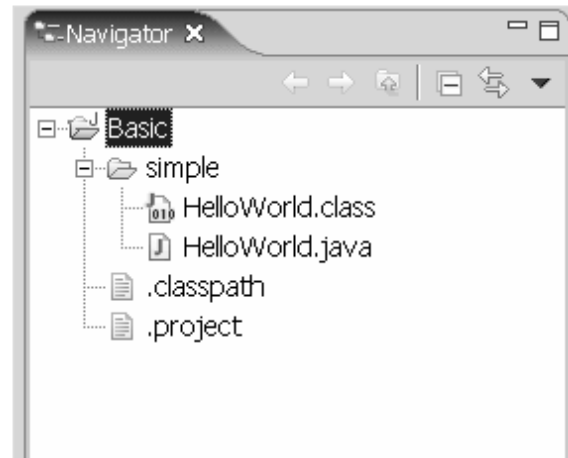 Navigator
Basic
simple
HelloWorld.class
HelloWorld.java
.classpath
.project